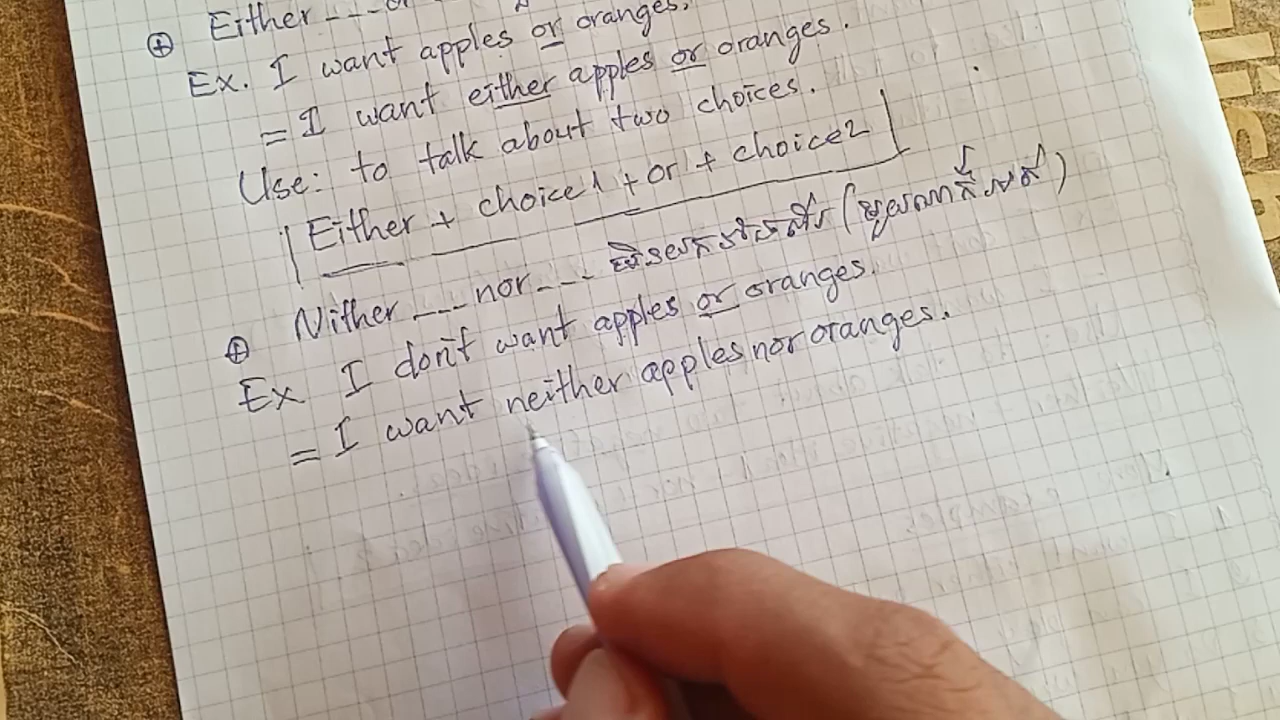 ⊕ Either ---or
Ex. I want apples or oranges.
= I want either apples or oranges.
Use: to talk about two choices.
Either + choice1 + or + choice2
⊕ Nither ---nor---
Ex I don't want apples or oranges.
= I want neither apples nor oranges.